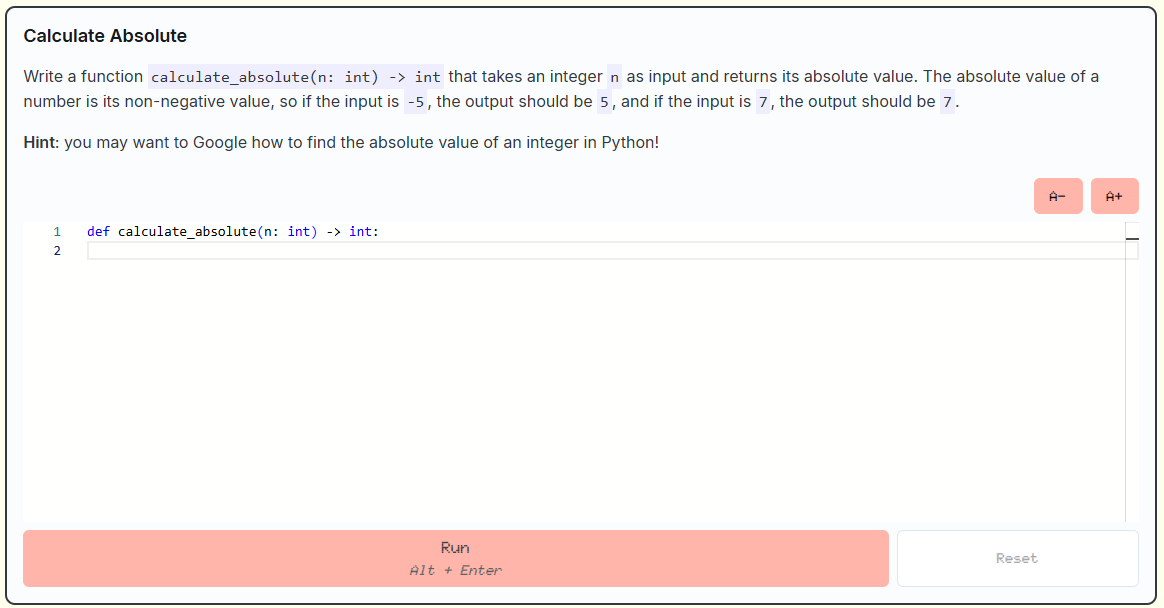 Calculate Absolute
Write a function calculate_absolute(n: int) -> int that takes an integer n as input and returns its absolute value. The absolute value of a
number is its non-negative value, so if the input is -5, the output should be 5, and if the input is 7, the output should be 7.
Hint: you may want to Google how to find the absolute value of an integer in Python!
A- A+
1 def calculate_absolute(n: int) -> int:
2
Run
Alt + Enter
Reset